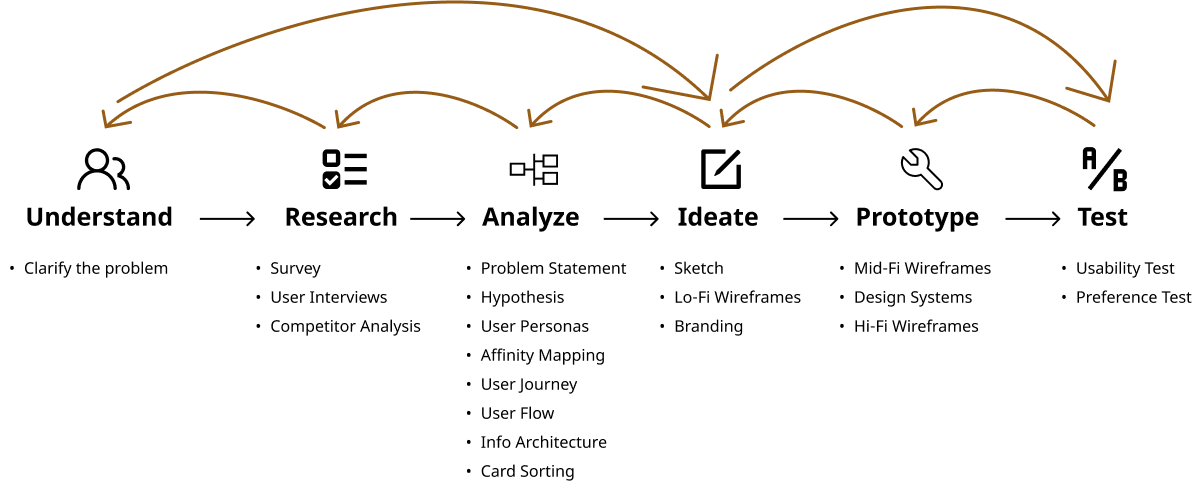 A
B
Understand
Research
Analyze
Ideate
Prototype
Test
• Clarify the problem
• Survey
• User Interviews
• Competitor Analysis
• Problem Statement
• Hypothesis
• User Personas
• Affinity Mapping
• User Journey
• User Flow
• Info Architecture
• Card Sorting
• Sketch
• Lo-Fi Wireframes
• Branding
• Mid-Fi Wireframes
• Design Systems
• Hi-Fi Wireframes
• Usability Test
• Preference Test